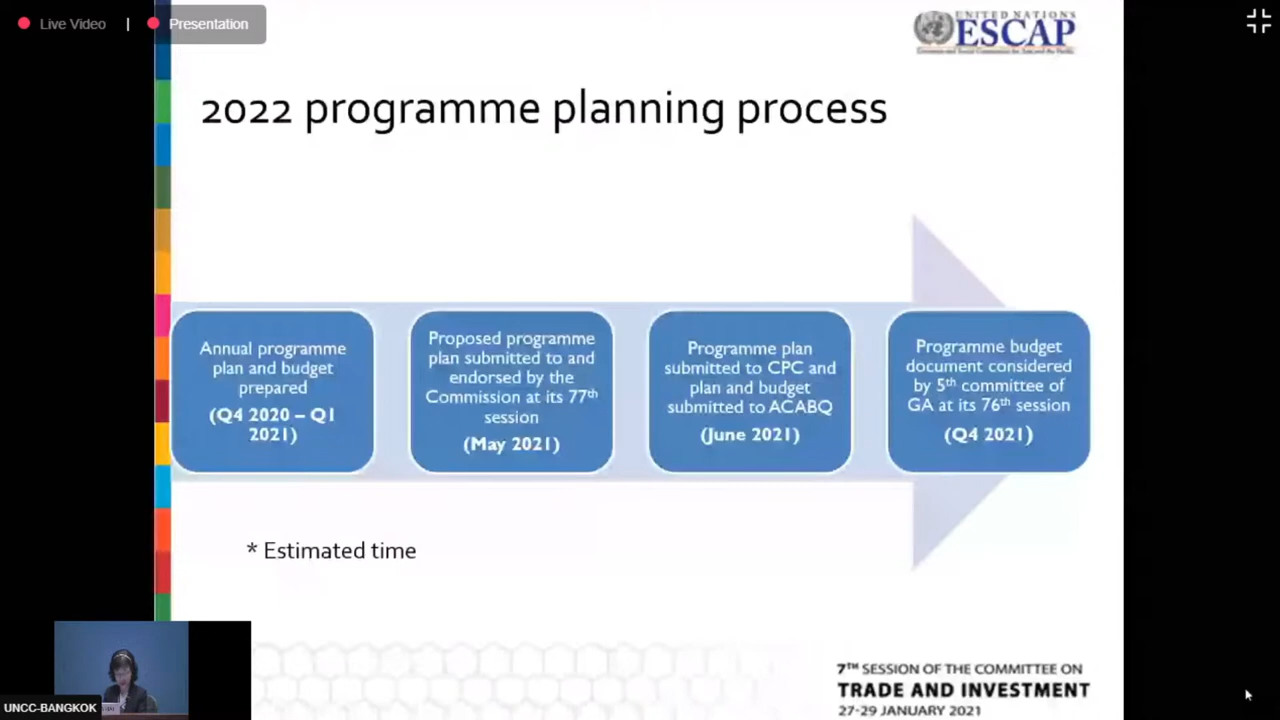 Live Video | Presentation
UNITED NATIONS
ESCAP
2022 programme planning process
Annual programme
plan and budget
prepared
(Q4 2020 – Q1
2021)
Proposed programme
plan submitted to and
endorsed by the
Commission at its 77th
session
(May 2021)
Programme plan
submitted to CPC and
plan and budget
submitted to ACABQ
(June 2021)
Programme budget
document considered
by 5th committee of
GA at its 76th session
(Q4 2021)
* Estimated time
UNCC-BANGKOK
7TH SESSION OF THE COMMITTEE ON
TRADE AND INVESTMENT
27-29 JANUARY 2021